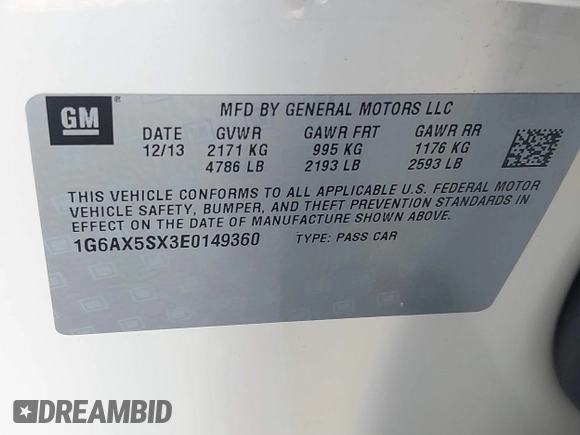 GM ®
MFD BY GENERAL MOTORS LLC
DATE GVWR GAWR FRT GAWR RR
12/13 2171 KG 995 KG 1176 KG
4786 LB 2193 LB 2593 LB
THIS VEHICLE CONFORMS TO ALL APPLICABLE U.S. FEDERAL MOTOR
VEHICLE SAFETY, BUMPER, AND THEFT PREVENTION STANDARDS IN
EFFECT ON THE DATE OF MANUFACTURE SHOWN ABOVE.
1G6AX5SX3E0149360 TYPE: PASS CAR
DREAMBID